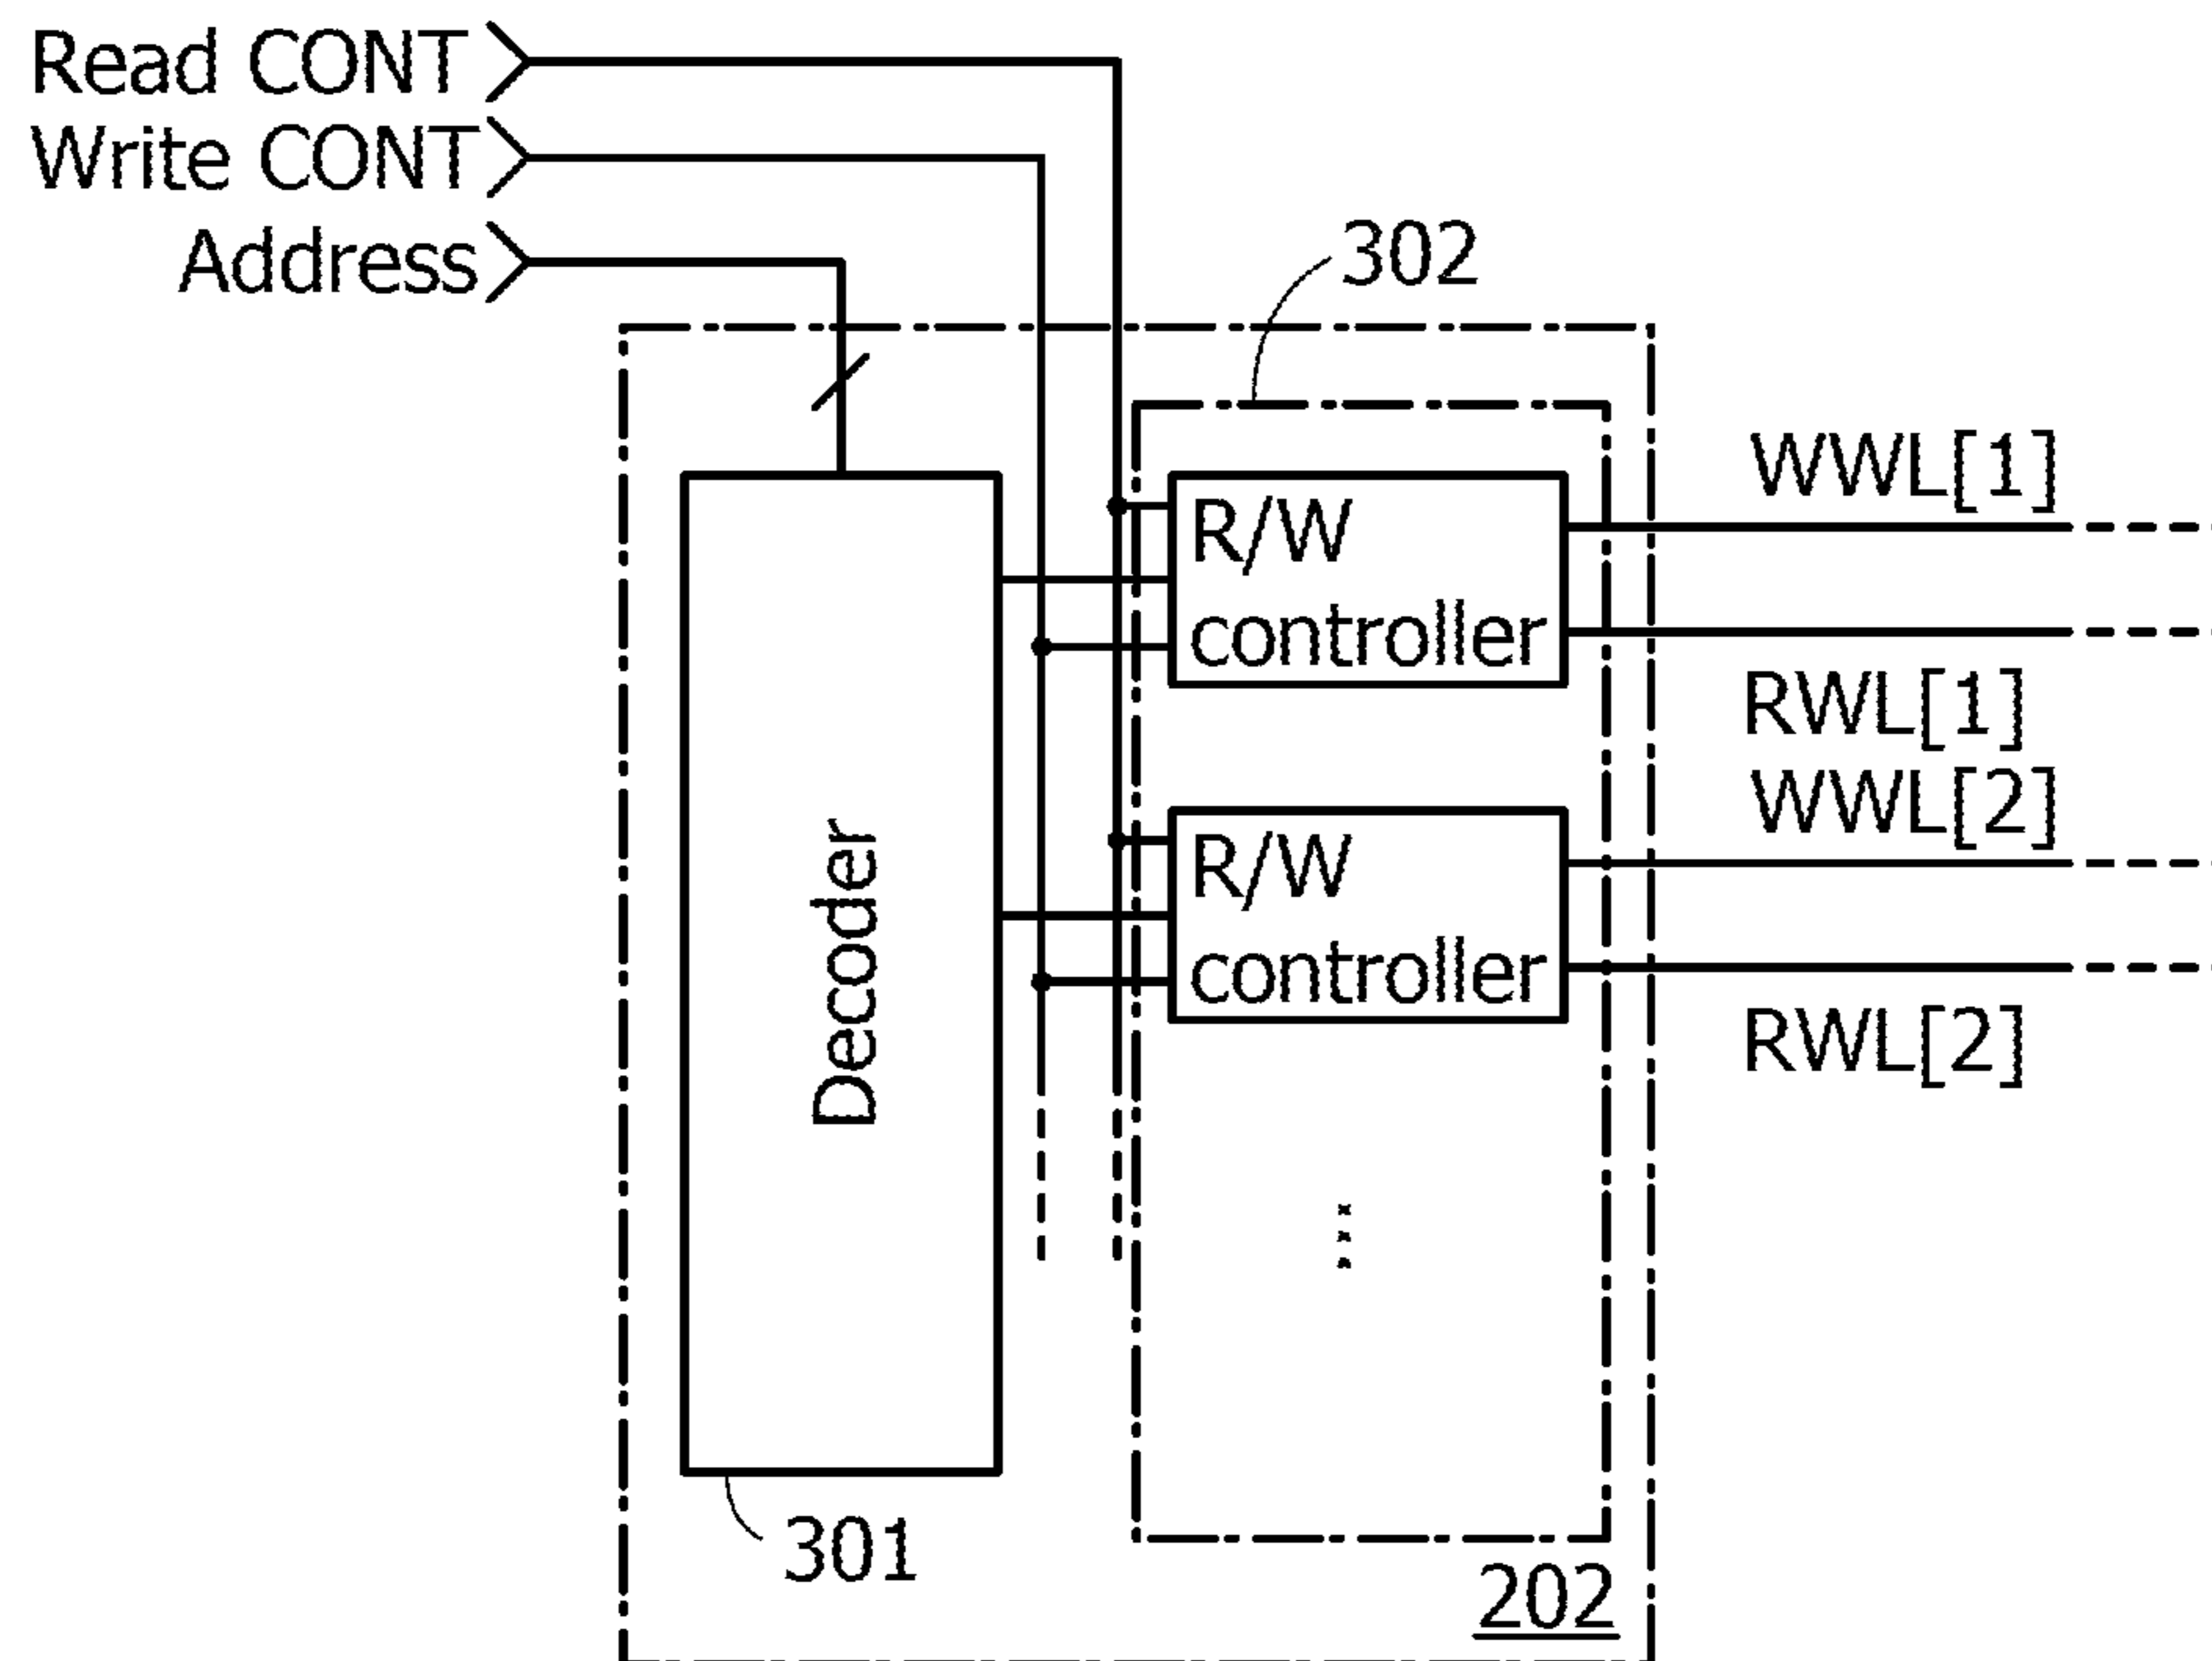 Read CONT
Write CONT
Address
302
WWL[1]
R/W
controller
RWL[1]
WWL[2]
R/W
controller
RWL[2]
Decoder
301
202